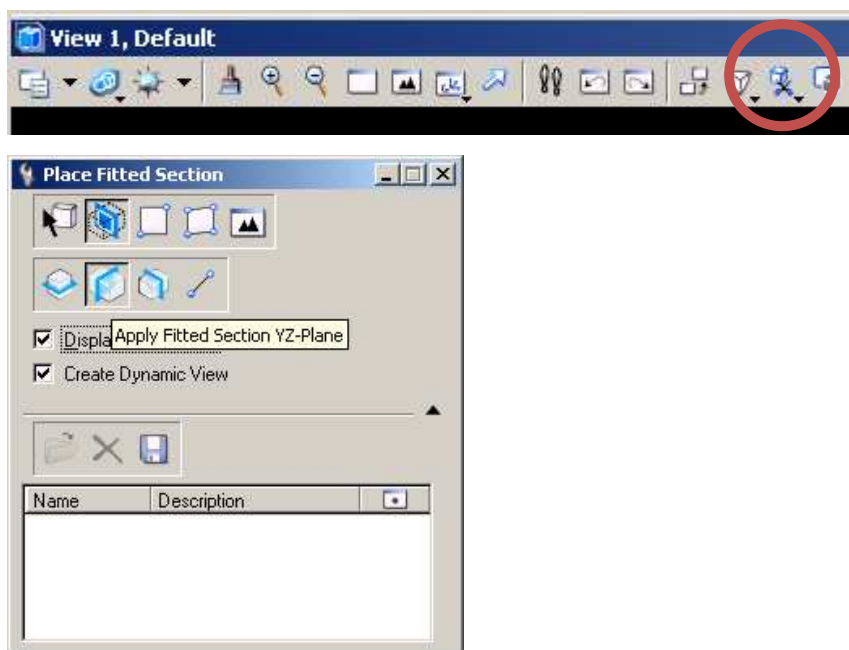 View 1, Default
Place Fitted Section
Displa
Apply Fitted Section YZ-Plane
Create Dynamic View
Name Description